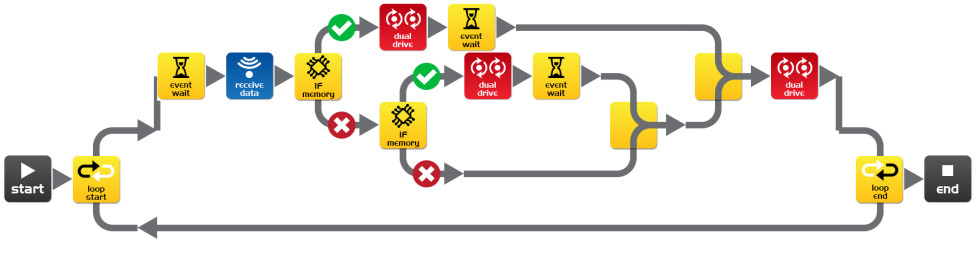 dual
drive
event
wait
event
wait
receive
data
IF
memory
dual
drive
event
wait
dual
drive
IF
memory
start
loop
start
loop
end
end